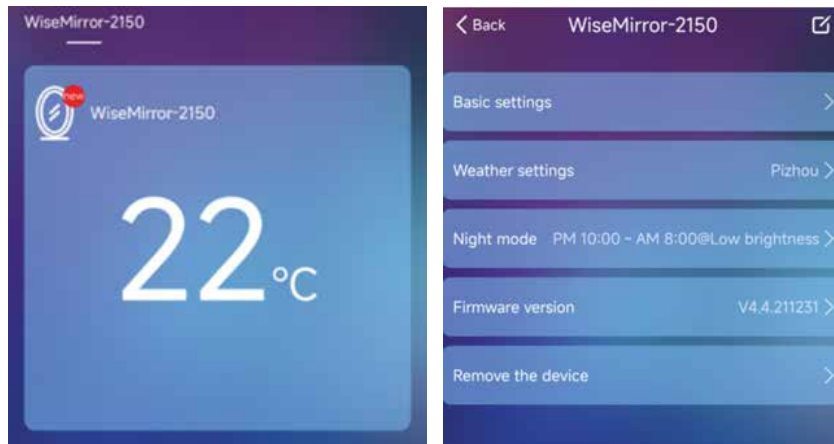 WiseMirror-2150
new
WiseMirror-2150
22°C
Back WiseMirror-2150
Basic settings
Weather settings Pizhou
Night mode PM 10:00 - AM 8:00@Low brightness
Firmware version V4.4.211231
Remove the device